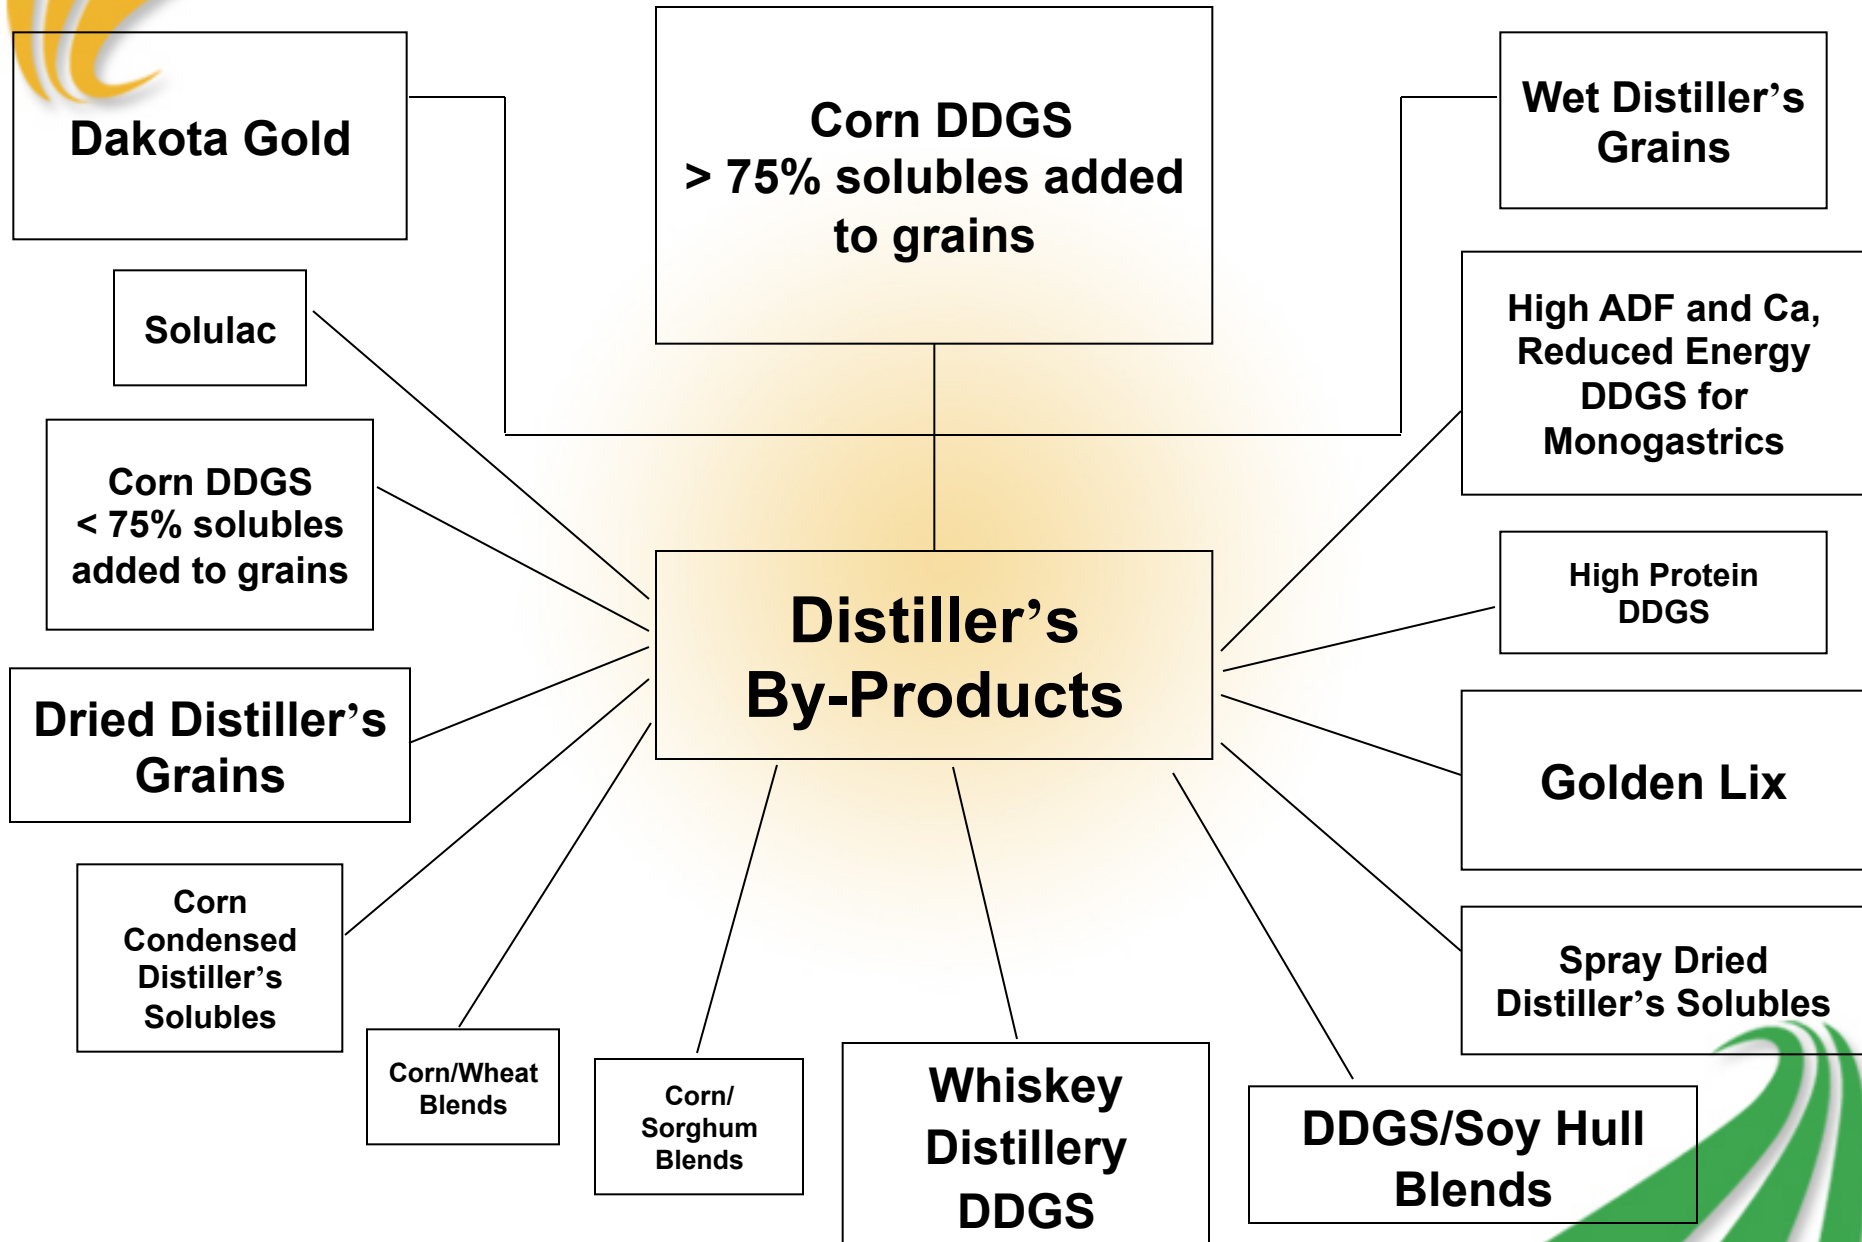 Dakota Gold
Corn DDGS
> 75% solubles added
to grains
Wet Distiller’s
Grains
Solulac
High ADF and Ca,
Reduced Energy
DDGS for
Monogastrics
Corn DDGS
< 75% solubles
added to grains
High Protein
DDGS
Distiller’s
By-Products
Dried Distiller’s
Grains
Golden Lix
Corn
Condensed
Distiller’s
Solubles
Spray Dried
Distiller’s Solubles
Corn/Wheat
Blends
Corn/
Sorghum
Blends
Whiskey
Distillery
DDGS
DDGS/Soy Hull
Blends